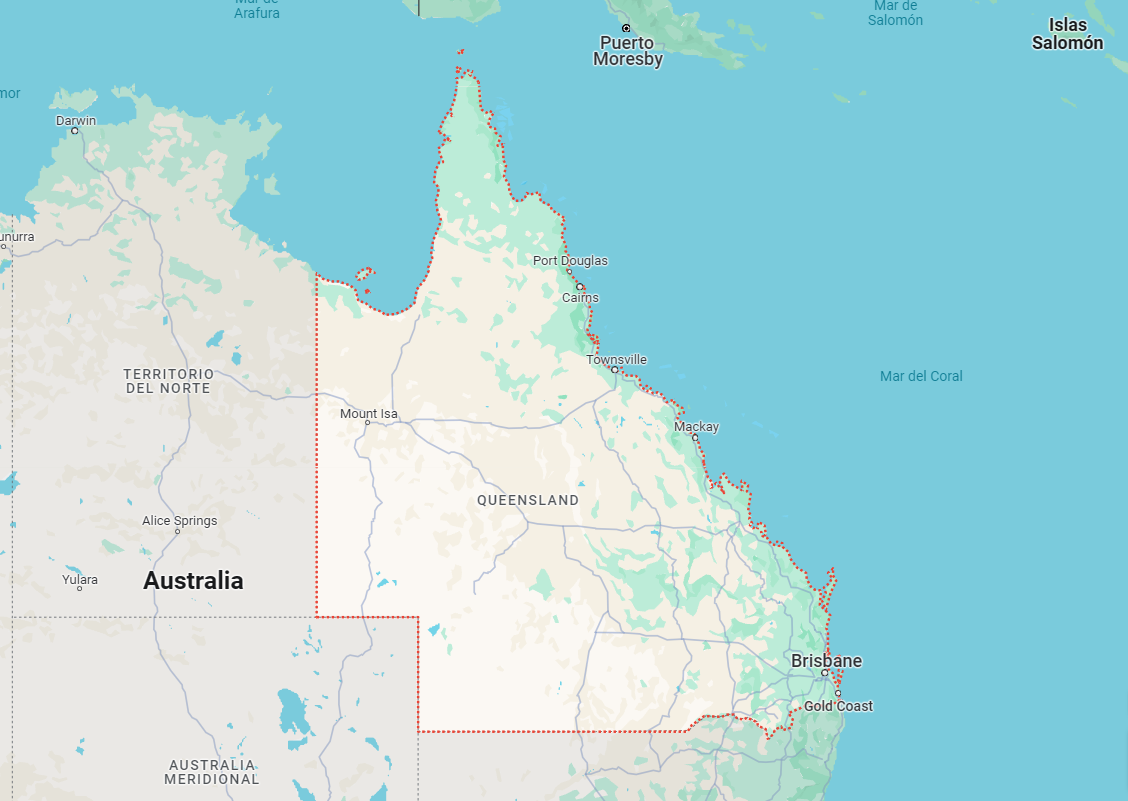 Mar de
Arafura
Mar de
Salomón
Islas
Salomón
Puerto
Moresby
mor
Darwin
unurra
Port Douglas
Cairns
Townsville
TERRITORIO
DEL NORTE
Mar del Coral
Mount Isa
Mackay
QUEENSLAND
Alice Springs
Yulara
Australia
Brisbane
Gold Coast
AUSTRALIA
MERIDIONAL